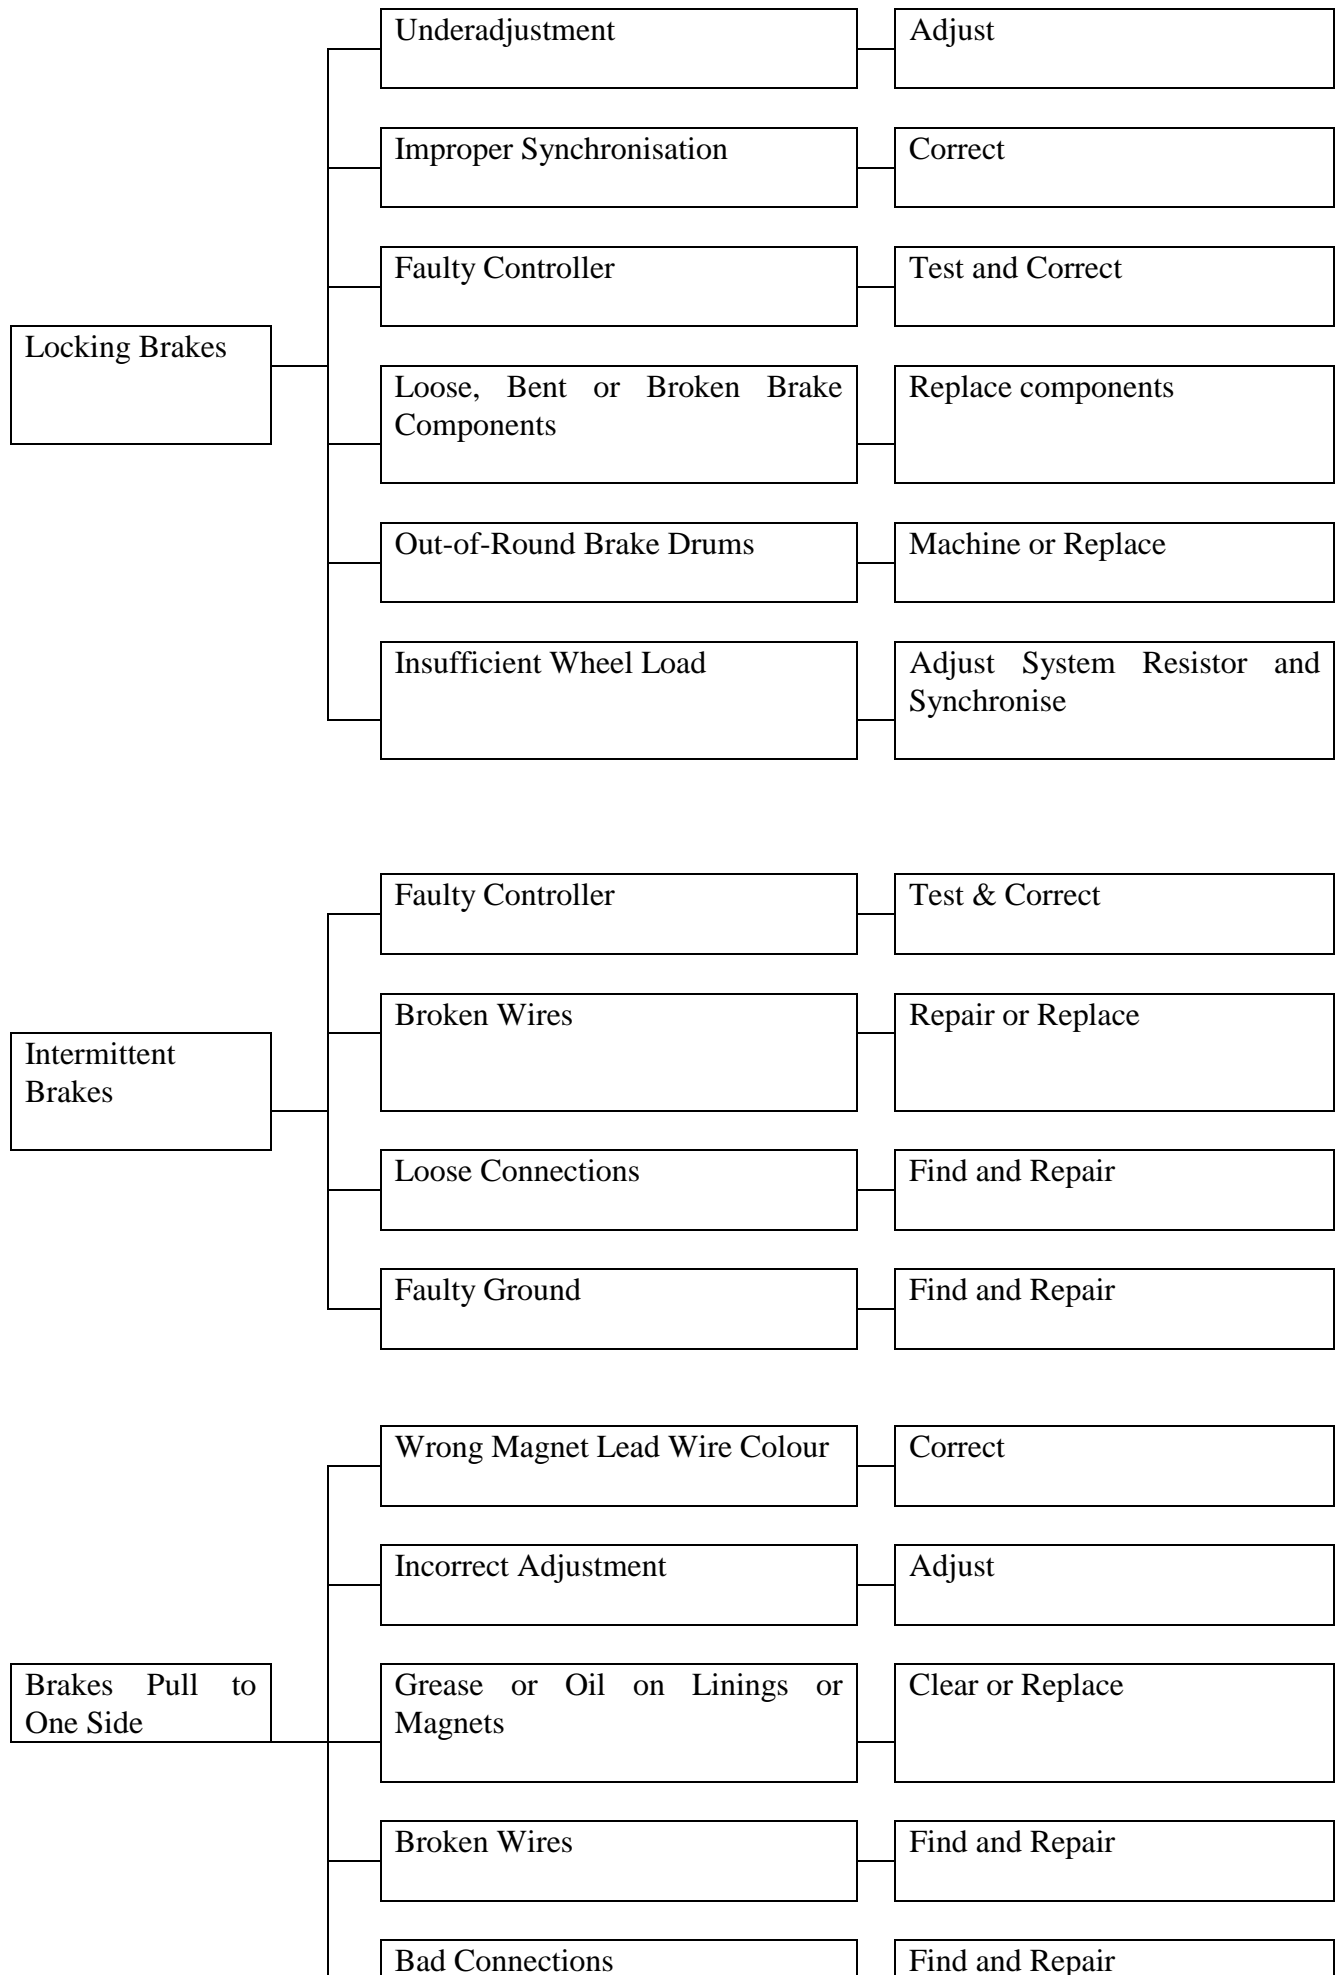 Underadjustment
Adjust
Improper Synchronisation
Correct
Faulty Controller
Test and Correct
Locking Brakes
Loose, Bent or Broken Brake
Components
Replace components
Out-of-Round Brake Drums
Machine or Replace
Insufficient Wheel Load
Adjust System Resistor and
Synchronise
Faulty Controller
Test & Correct
Broken Wires
Repair or Replace
Intermittent
Brakes
Loose Connections
Find and Repair
Faulty Ground
Find and Repair
Wrong Magnet Lead Wire Colour
Correct
Incorrect Adjustment
Adjust
Brakes Pull to
One Side
Grease or Oil on Linings or
Magnets
Clear or Replace
Broken Wires
Find and Repair
Bad Connections
Find and Repair